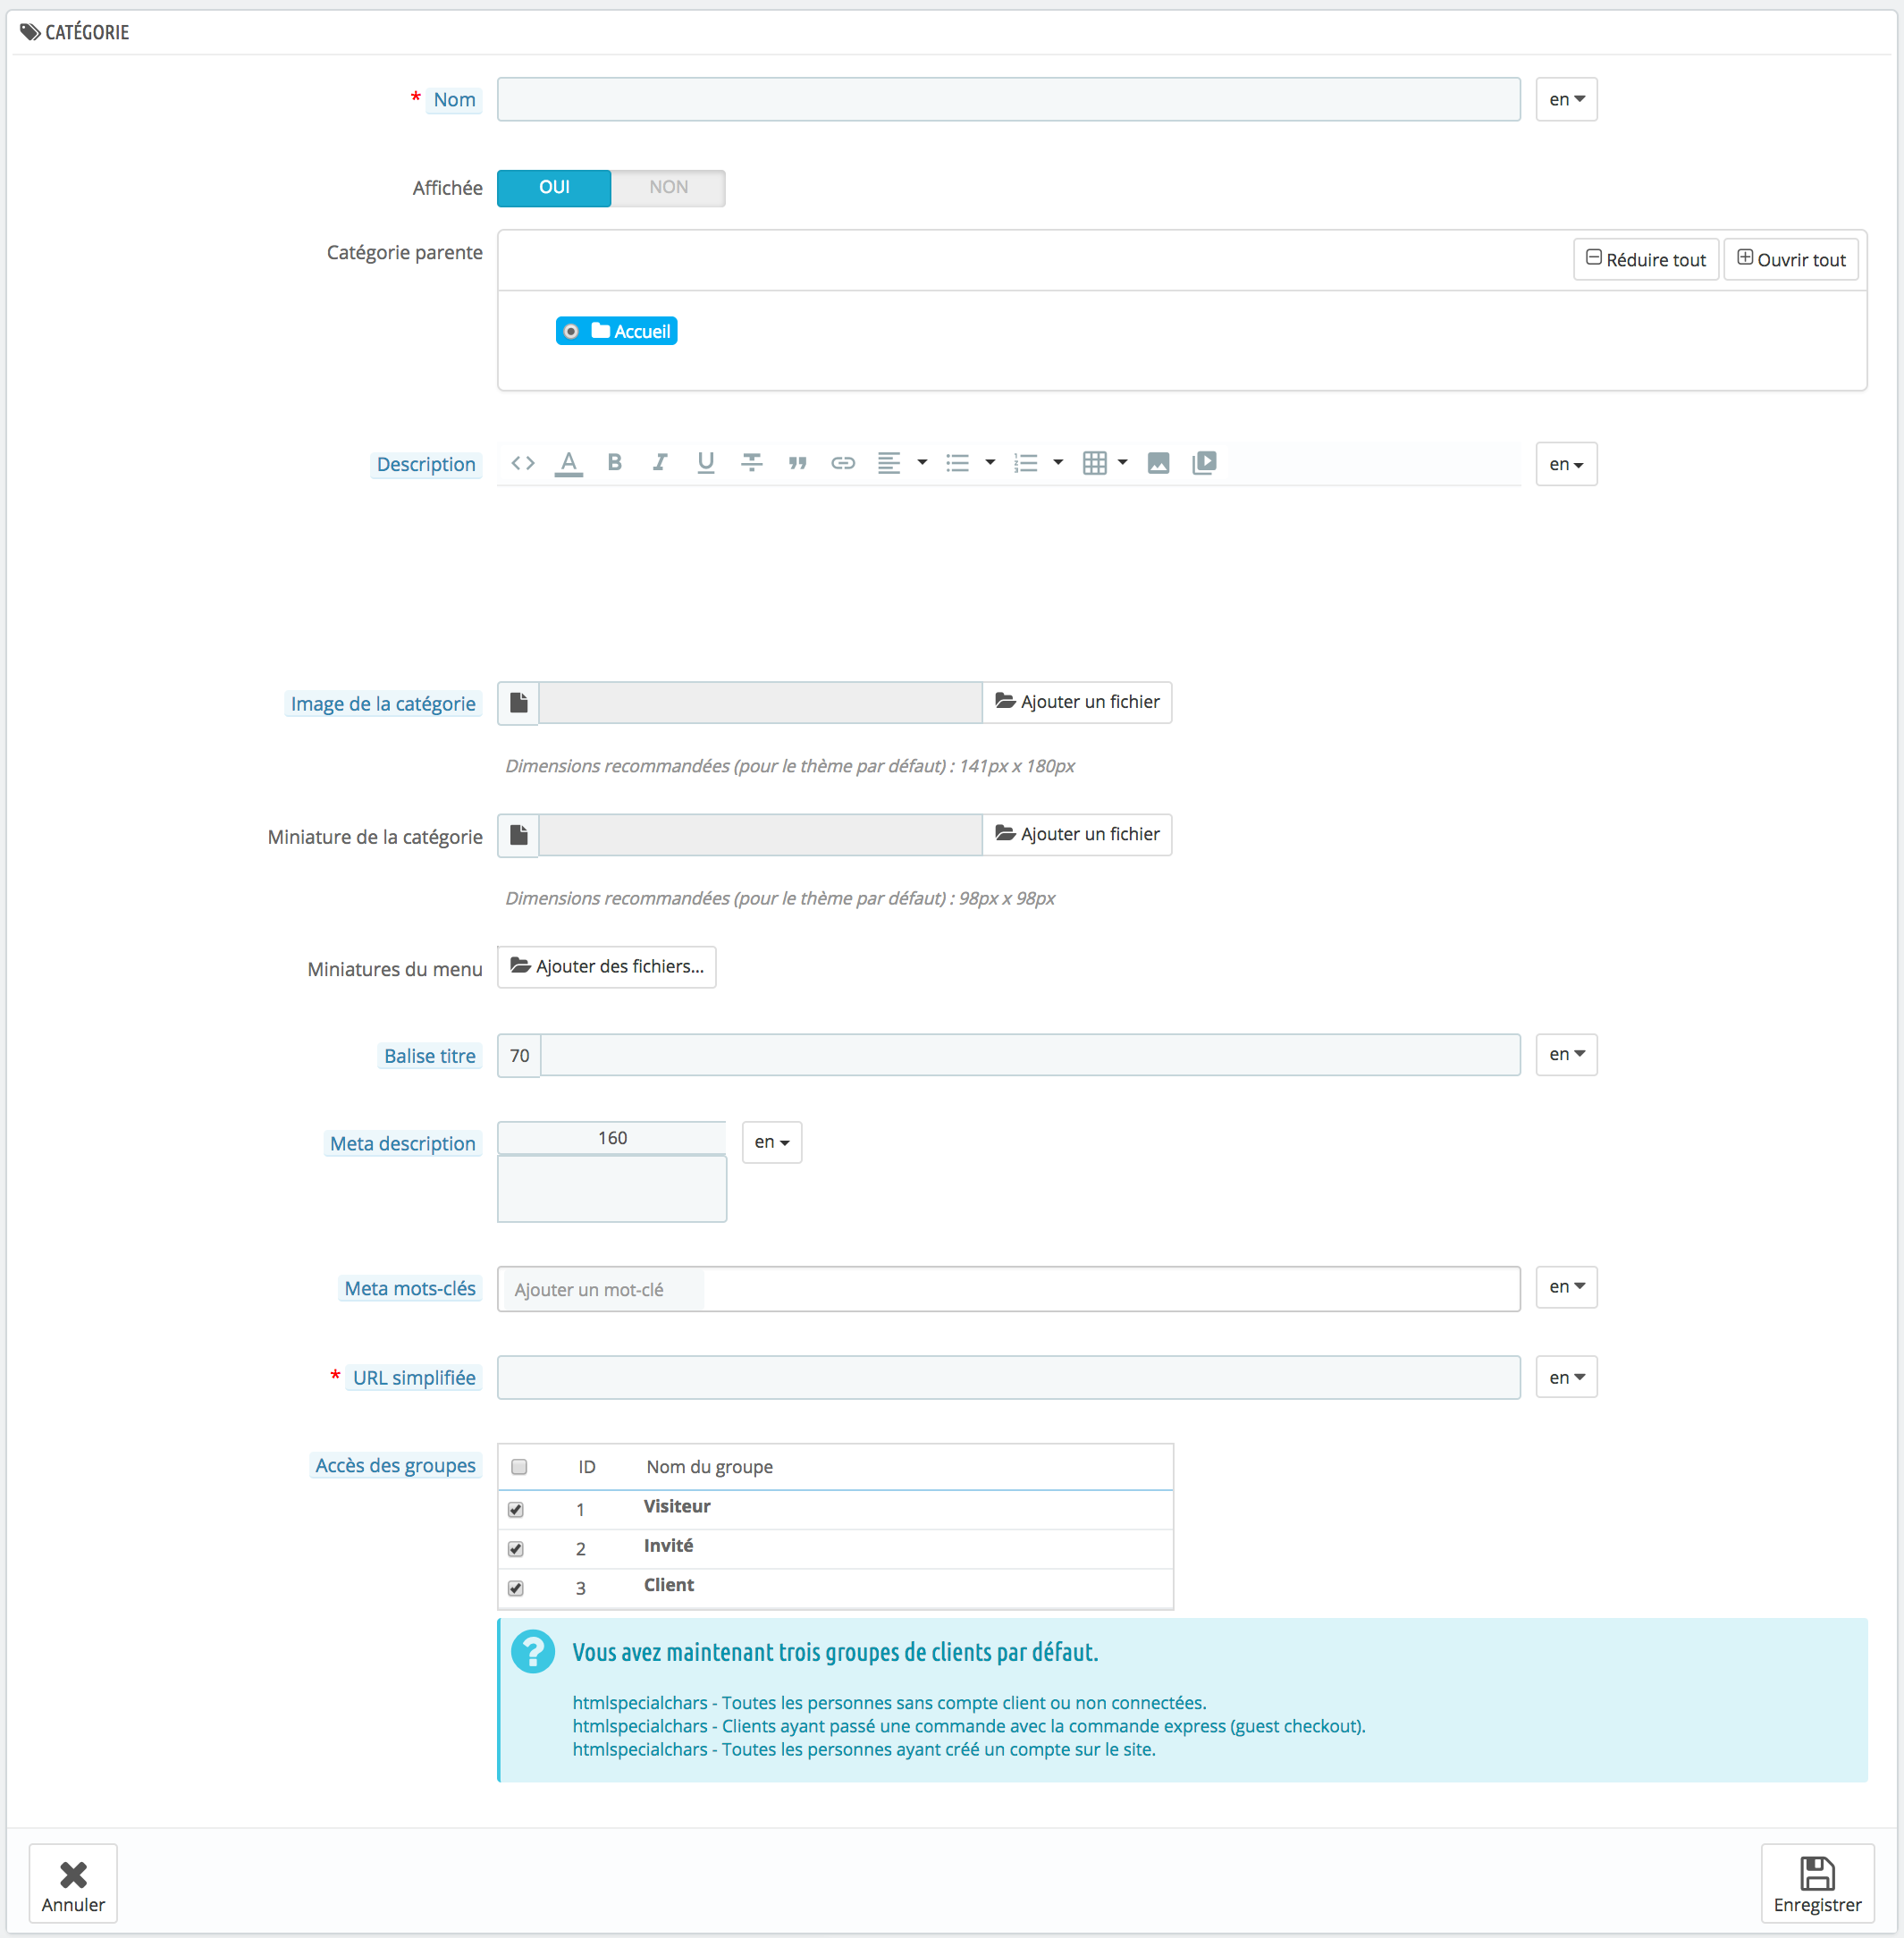 CATÉGORIE
* Nom
en
Affichée OUI NON
Catégorie parente
Réduire tout Ouvrir tout
Accueil
Description
en
Image de la catégorie
Ajouter un fichier
Dimensions recommandées (pour le thème par défaut) : 141px x 180px
Miniature de la catégorie
Ajouter un fichier
Dimensions recommandées (pour le thème par défaut) : 98px x 98px
Miniatures du menu
Ajouter des fichiers...
Balise titre 70 en
Meta description 160 en
Meta mots-clés Ajouter un mot-clé en
* URL simplifiée en
Accès des groupes ID Nom du groupe
1 Visiteur
2 Invité
3 Client
Vous avez maintenant trois groupes de clients par défaut.
htmlspecialchars - Toutes les personnes sans compte client ou non connectées.
htmlspecialchars - Clients ayant passé une commande avec la commande express (guest checkout).
htmlspecialchars - Toutes les personnes ayant créé un compte sur le site.
Annuler Enregistrer